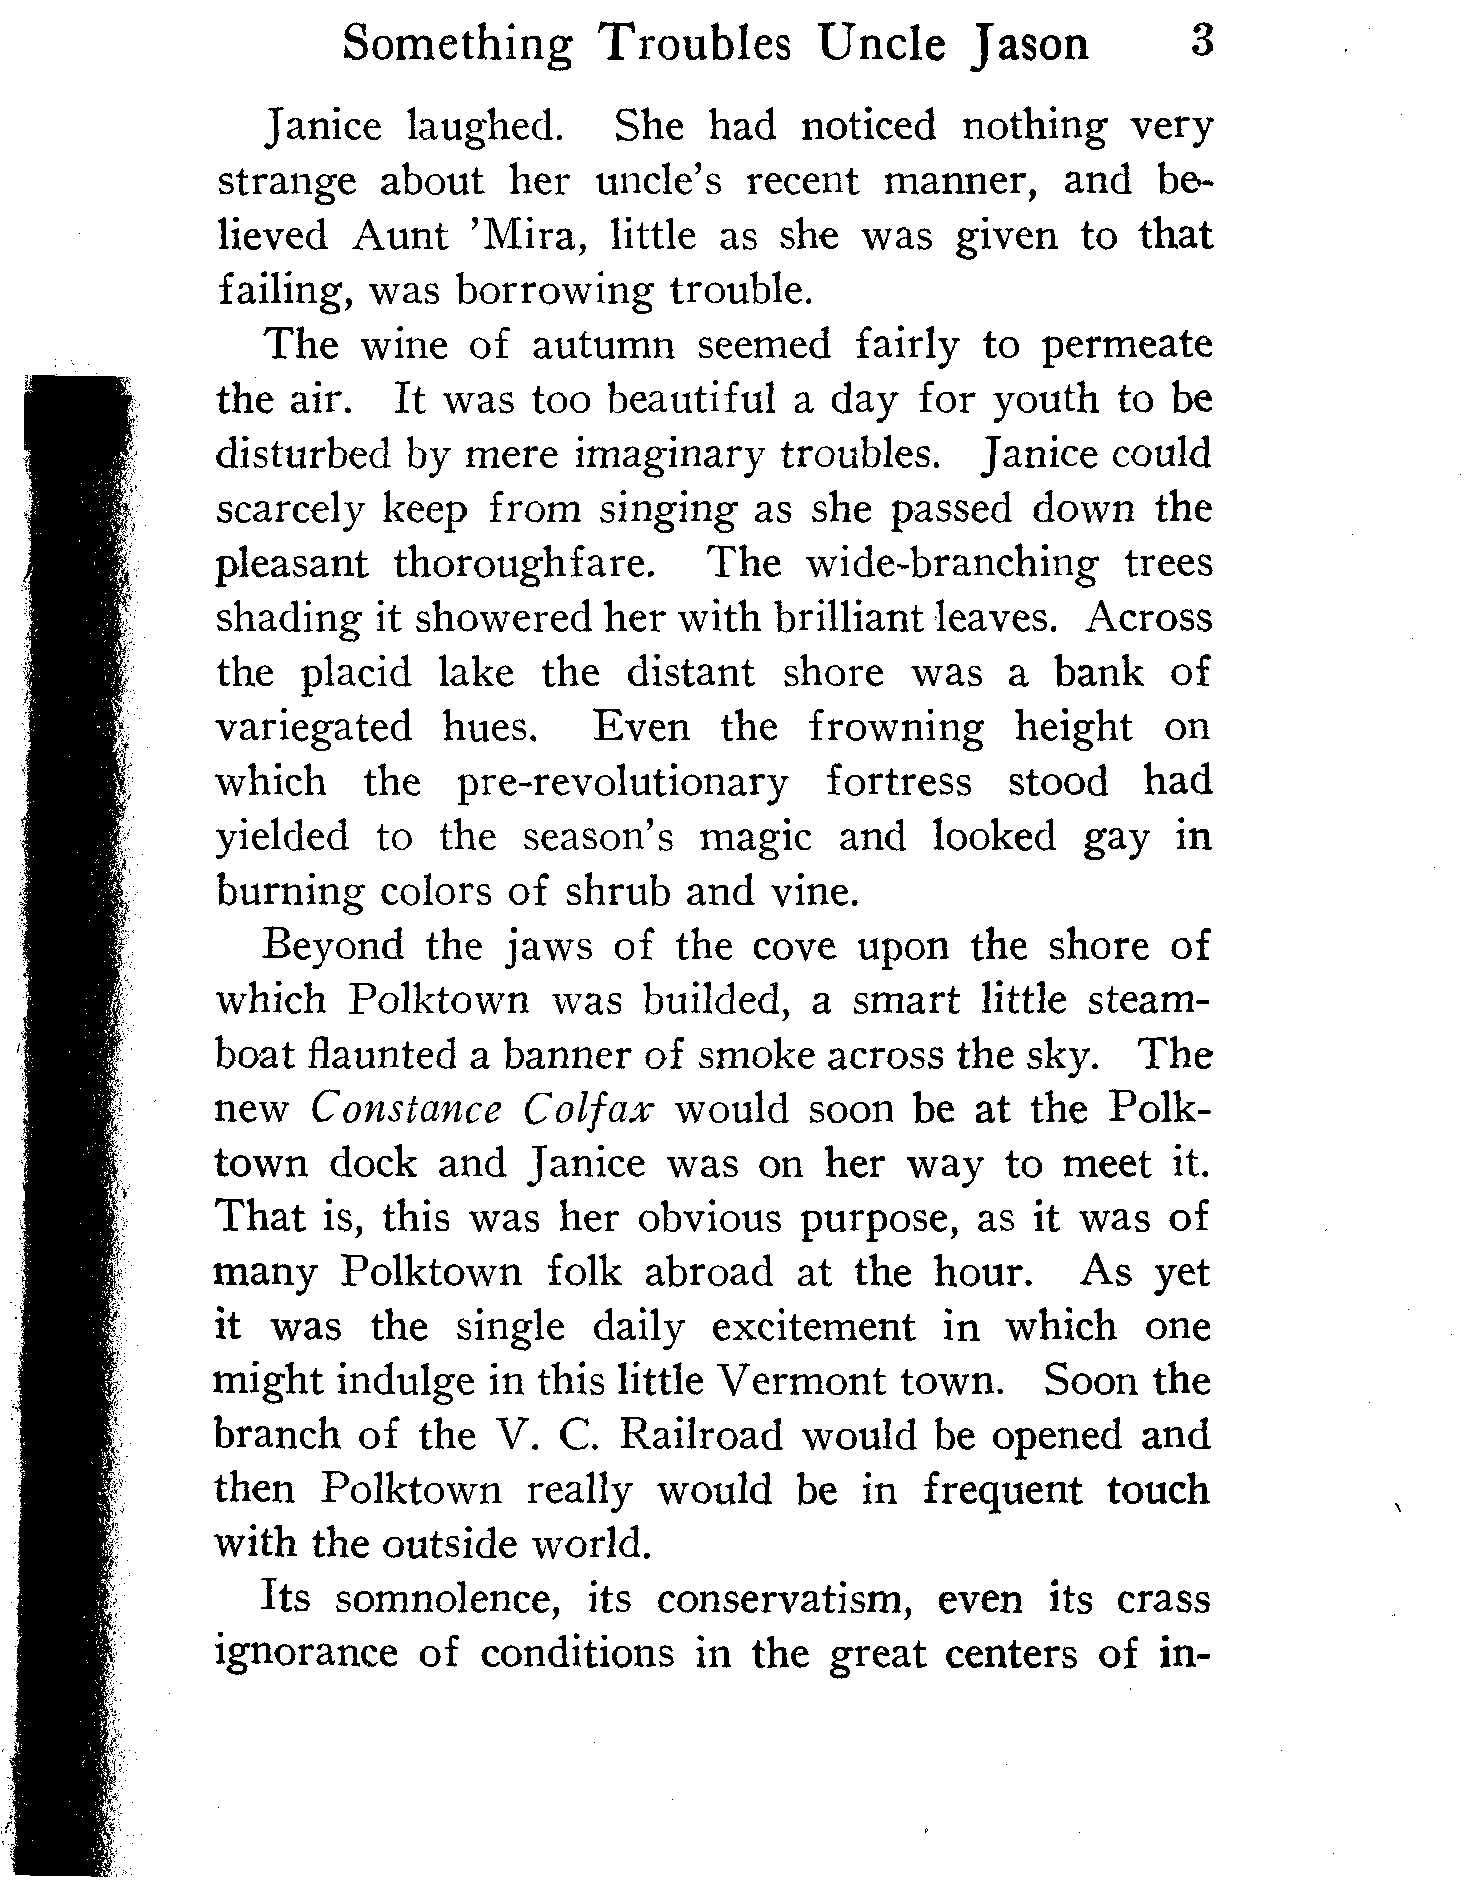 Something Troubles Uncle Jason 3
Janice laughed. She had noticed nothing very
strange about her uncle's recent manner, and be-
lieved Aunt 'Mira, little as she was given to that
failing, was borrowing trouble.
The wine of autumn seemed fairly to permeate
the air. It was too beautiful a day for youth to be
disturbed by mere imaginary troubles. Janice could
scarcely keep from singing as she passed down the
pleasant thoroughfare. The wide-branching trees
shading it showered her with brilliant leaves. Across
the placid lake the distant shore was a bank of
variegated hues. Even the frowning height on
which the pre-revolutionary fortress stood had
yielded to the season's magic and looked gay in
burning colors of shrub and vine.
Beyond the jaws of the cove upon the shore of
which Polktown was builded, a smart little steam-
boat flaunted a banner of smoke across the sky. The
new Constance Colfax would soon be at the Polk-
town dock and Janice was on her way to meet it.
That is, this was her obvious purpose, as it was of
many Polktown folk abroad at the hour. As yet
it was the single daily excitement in which one
might indulge in this little Vermont town. Soon the
branch of the V. C. Railroad would be opened and
then Polktown really would be in frequent touch
with the outside world.
Its somnolence, its conservatism, even its crass
ignorance of conditions in the great centers of in-